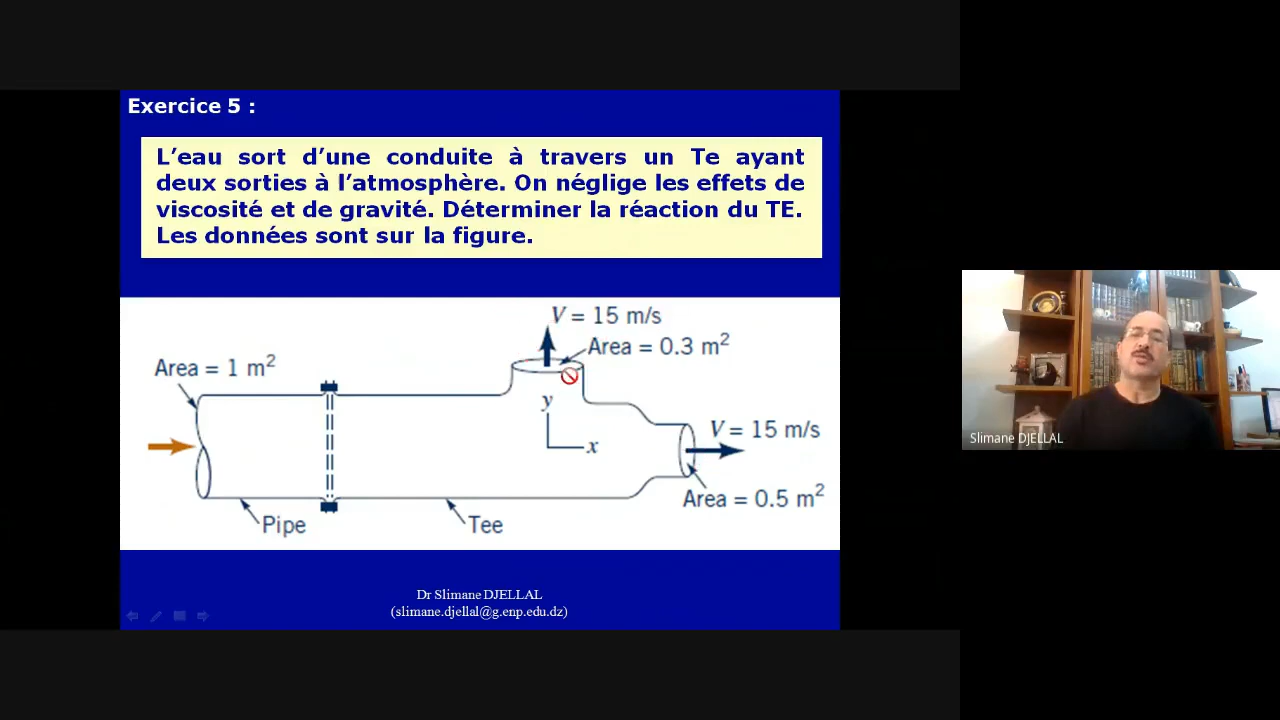 Exercice 5 :
L’eau sort d’une conduite à travers un Te ayant
deux sorties à l’atmosphère. On néglige les effets de
viscosité et de gravité. Déterminer la réaction du TE.
Les données sont sur la figure.
V = 15 m/s
Area = 0.3 m²
Area = 1 m²
y
x
V = 15 m/s
Area = 0.5 m²
Pipe
Tee
Dr Slimane DJELLAL
(slimane.djellal@g.enp.edu.dz)
Slimane DJELLAL